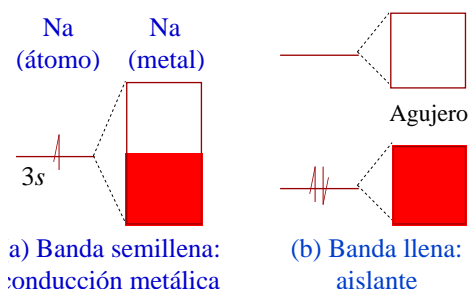 Na
(átomo)
Na
(metal)
3s
a) Banda semillena:
conducción metálica
Agujero
(b) Banda llena:
aislante